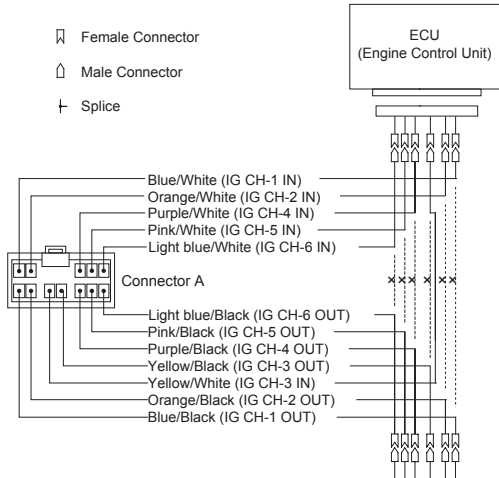 Female Connector
Male Connector
Splice
ECU
(Engine Control Unit)
Blue/White (IG CH-1 IN)
Orange/White (IG CH-2 IN)
Purple/White (IG CH-4 IN)
Pink/White (IG CH-5 IN)
Light blue/White (IG CH-6 IN)
Connector A
Light blue/Black (IG CH-6 OUT)
Pink/Black (IG CH-5 OUT)
Purple/Black (IG CH-4 OUT)
Yellow/Black (IG CH-3 OUT)
Yellow/White (IG CH-3 IN)
Orange/Black (IG CH-2 OUT)
Blue/Black (IG CH-1 OUT)